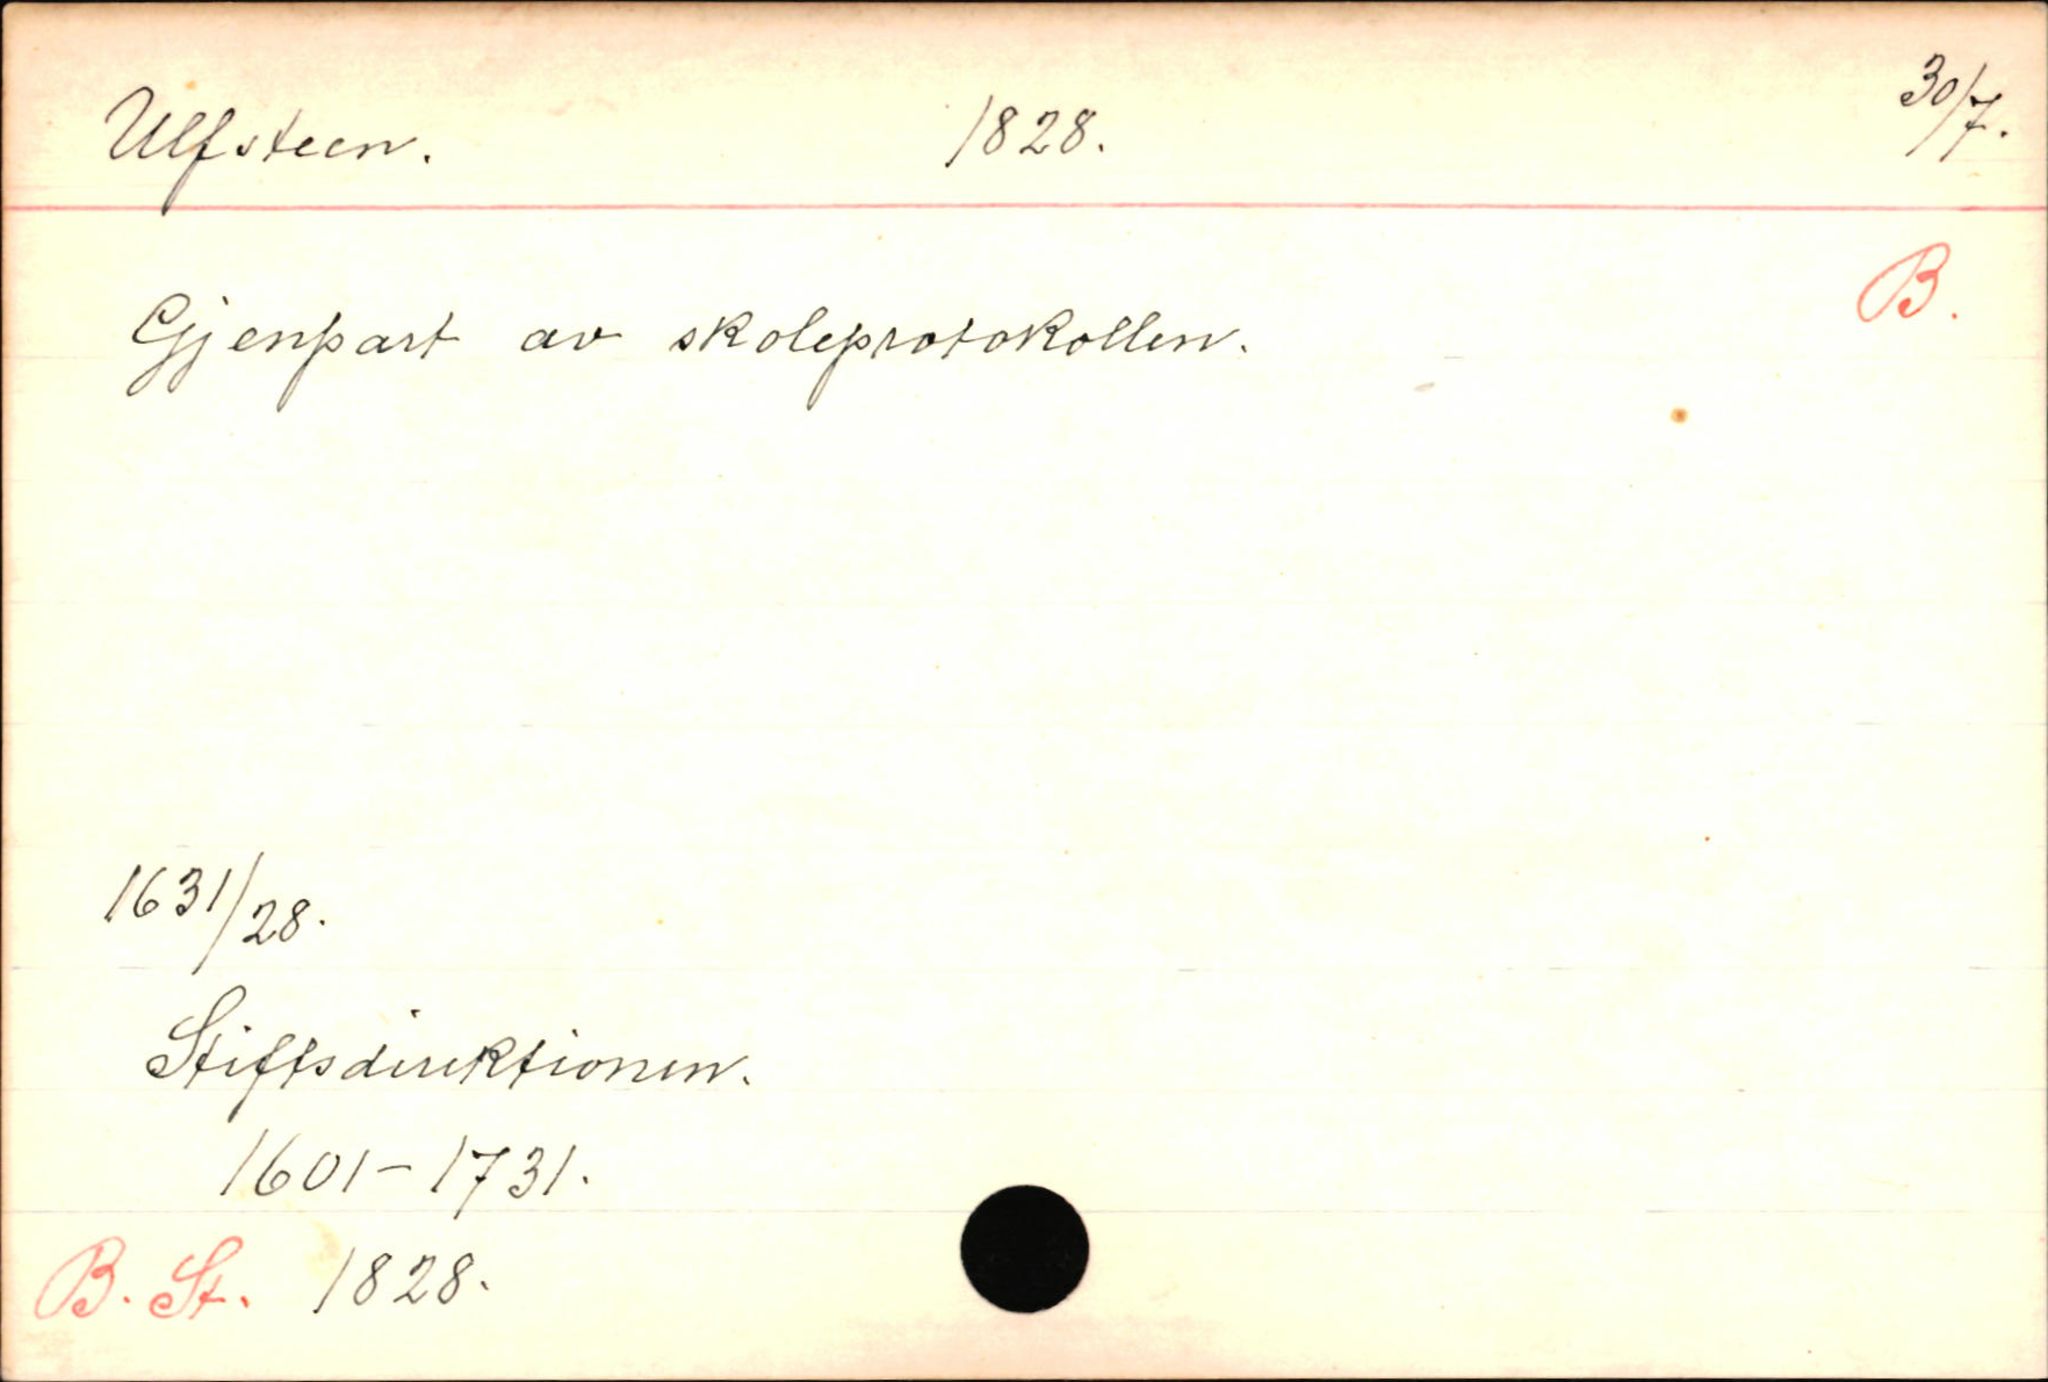 Ulfsteen. 1828. 30/7.
B.
Gjenpart av skoleprotokollen.
1631/28.
Stiftsdirektionen.
1601-1731.
B. St. 1828.